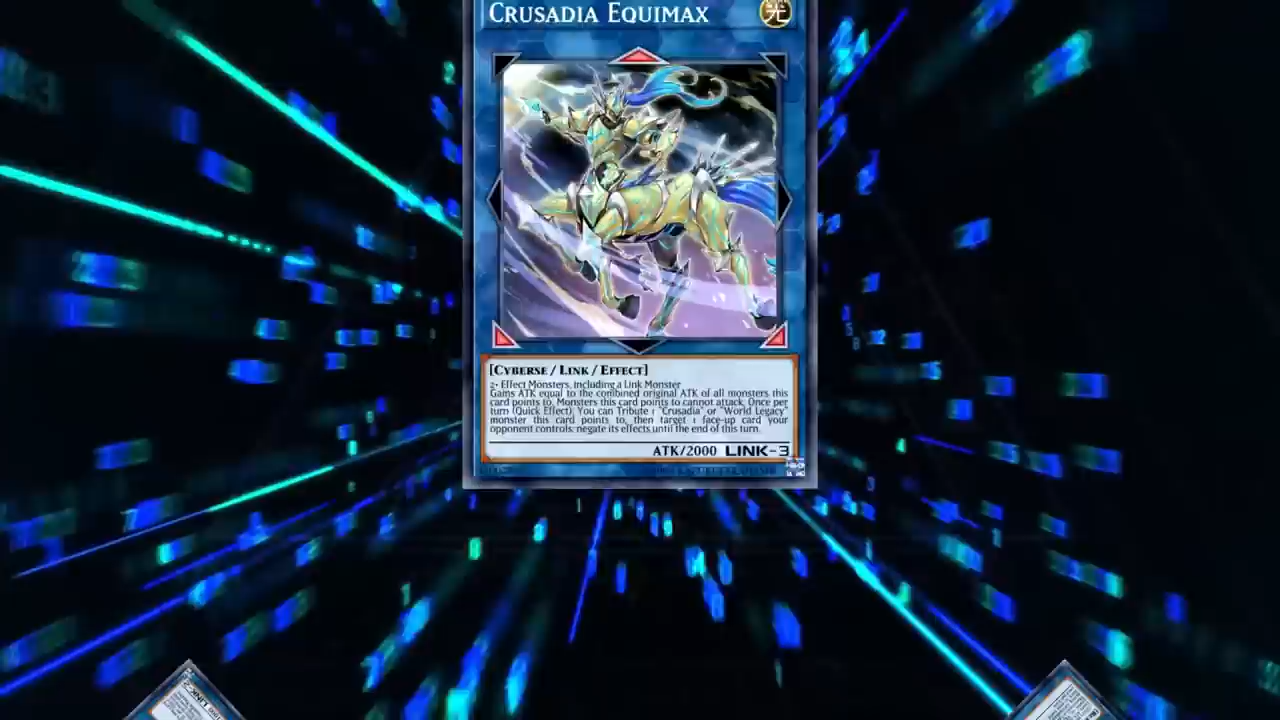 CRUSADIA EQUIMAX
光
[CYBERSE / LINK / EFFECT]
2+ Effect Monsters, including a Link Monster
Gains ATK equal to the combined original ATK of all monsters this
card points to. Monsters this card points to cannot attack. Once per
turn (Quick Effect): You can Tribute 1 "Crusadia" or "World Legacy"
monster this card points to, then target 1 face-up card your
opponent controls; negate its effects until the end of this turn.
ATK/2000 LINK-3
LINK-2